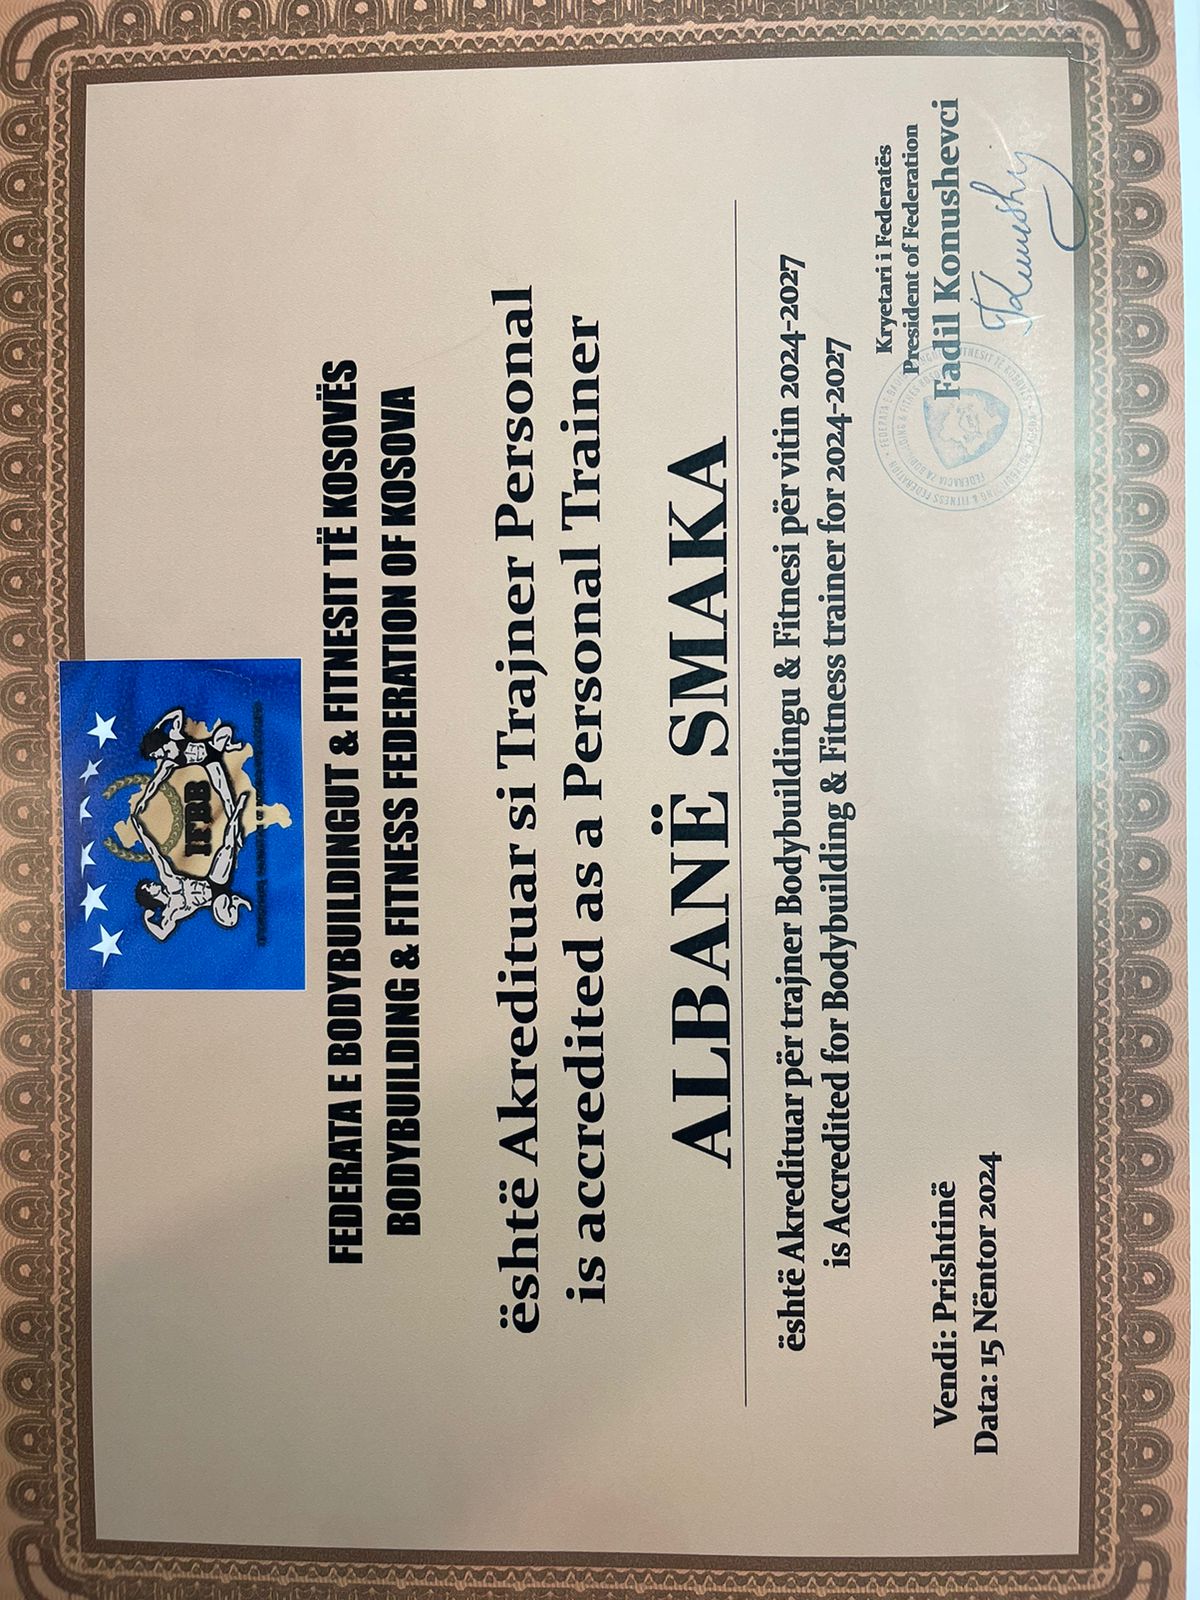 IFBB
FEDERATA E BODYBUILDINGUT & FITNESIT TË KOSOVËS
BODYBUILDING & FITNESS FEDERATION OF KOSOVA
është Akredituar si Trajner Personal
is accredited as a Personal Trainer
ALBANË SMAKA
është Akredituar për trajner Bodybuildingu & Fitnesi për vitin 2024-2027
is Accredited for Bodybuilding & Fitness trainer for 2024-2027
Vendi: Prishtinë
Data: 15 Nëntor 2024
Kryetari i Federatës
President of Federation
Fadil Konushevci